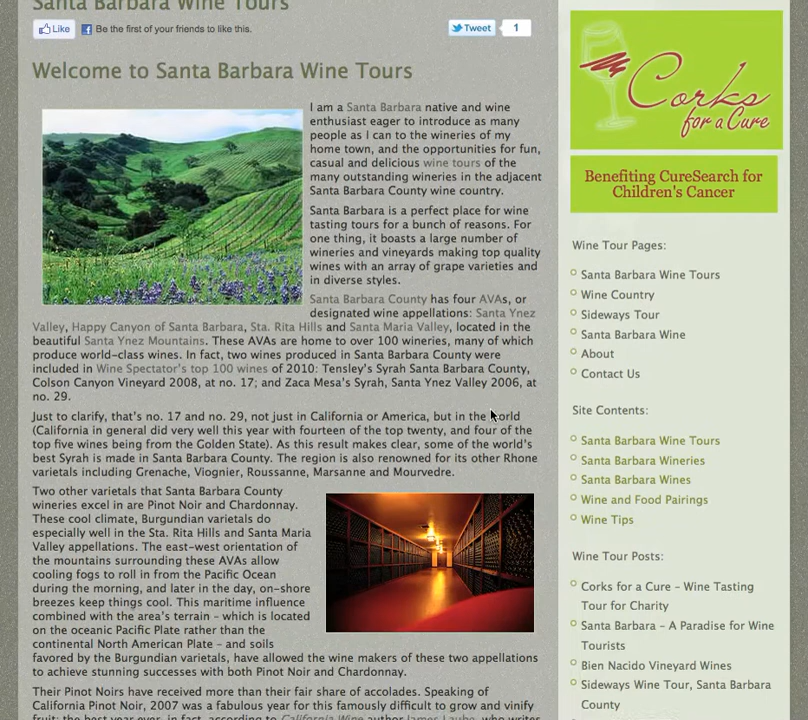 Santa Barbara Wine Tours
Like
Be the first of your friends to like this.
Tweet
1
Welcome to Santa Barbara Wine Tours
I am a Santa Barbara native and wine
enthusiast eager to introduce as many
people as I can to the wineries of my
home town, and the opportunities for fun,
casual and delicious wine tours of the
many outstanding wineries in the adjacent
Santa Barbara County wine country.
Santa Barbara is a perfect place for wine
tasting tours for a bunch of reasons. For
one thing, it boasts a large number of
wineries and vineyards making top quality
wines with an array of grape varieties and
in diverse styles.
Santa Barbara County has four AVAs, or
designated wine appellations: Santa Ynez
Valley, Happy Canyon of Santa Barbara, Sta. Rita Hills and Santa Maria Valley, located in the
beautiful Santa Ynez Mountains. These AVAs are home to over 100 wineries, many of which
produce world-class wines. In fact, two wines produced in Santa Barbara County were
included in Wine Spectator's top 100 wines of 2010: Tensley's Syrah Santa Barbara County,
Colson Canyon Vineyard 2008, at no. 17; and Zaca Mesa's Syrah, Santa Ynez Valley 2006, at
no. 29.
Just to clarify, that's no. 17 and no. 29, not just in California or America, but in the world
(California in general did very well this year with fourteen of the top twenty, and four of the
top five wines being from the Golden State). As this result makes clear, some of the world's
best Syrah is made in Santa Barbara County. The region is also renowned for its other Rhone
varietals including Grenache, Viognier, Roussanne, Marsanne and Mourvedre.
Two other varietals that Santa Barbara County
wineries excel in are Pinot Noir and Chardonnay.
These cool climate, Burgundian varietals do
especially well in the Sta. Rita Hills and Santa Maria
Valley appellations. The east-west orientation of
the mountains surrounding these AVAs allow
cooling fogs to roll in from the Pacific Ocean
during the morning, and later in the day, on-shore
breezes keep things cool. This maritime influence
combined with the area's terrain – which is located
on the oceanic Pacific Plate rather than the
continental North American Plate – and soils
favored by the Burgundian varietals, have allowed the wine makers of these two appellations
to achieve stunning successes with both Pinot Noir and Chardonnay.
Their Pinot Noirs have received more than their fair share of accolades. Speaking of
California Pinot Noir, 2007 was a fabulous year for this famously difficult to grow and vinify
fruit: the best year ever, in fact, according to California Wine author James Laube, who writes
Corks
for a Cure
Benefiting CureSearch for
Children's Cancer
Wine Tour Pages:
Santa Barbara Wine Tours
Wine Country
Sideways Tour
Santa Barbara Wine
About
Contact Us
Site Contents:
Santa Barbara Wine Tours
Santa Barbara Wineries
Santa Barbara Wines
Wine and Food Pairings
Wine Tips
Wine Tour Posts:
Corks for a Cure – Wine Tasting
Tour for Charity
Santa Barbara – A Paradise for Wine
Tourists
Bien Nacido Vineyard Wines
Sideways Wine Tour, Santa Barbara
County